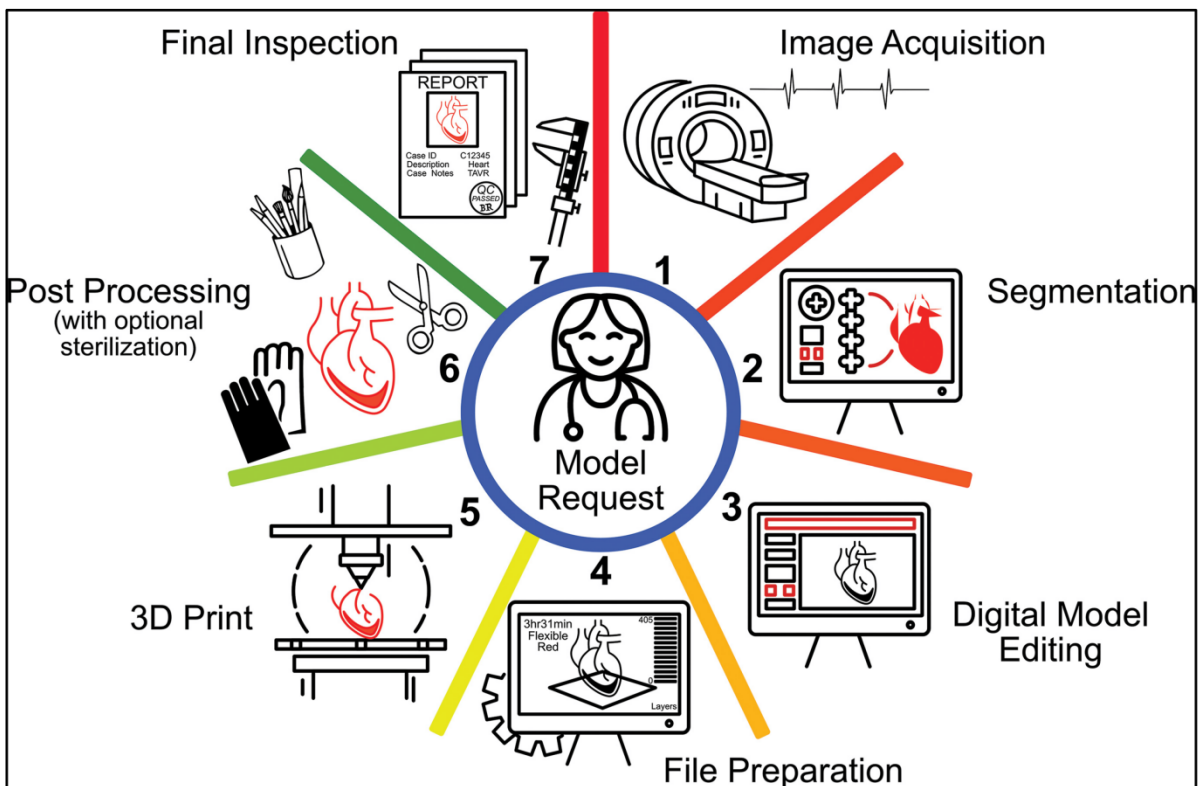 Final Inspection
Image Acquisition
REPORT
Case ID C12345
Description Heart
Case Notes TAVR
QC
PASSED
BR
7
1
Segmentation
2
Post Processing
(with optional
sterilization)
6
Model
Request
3
Digital Model
Editing
5
3D Print
4
3hr31min
Flexible
Red
405
0
Layers
File Preparation